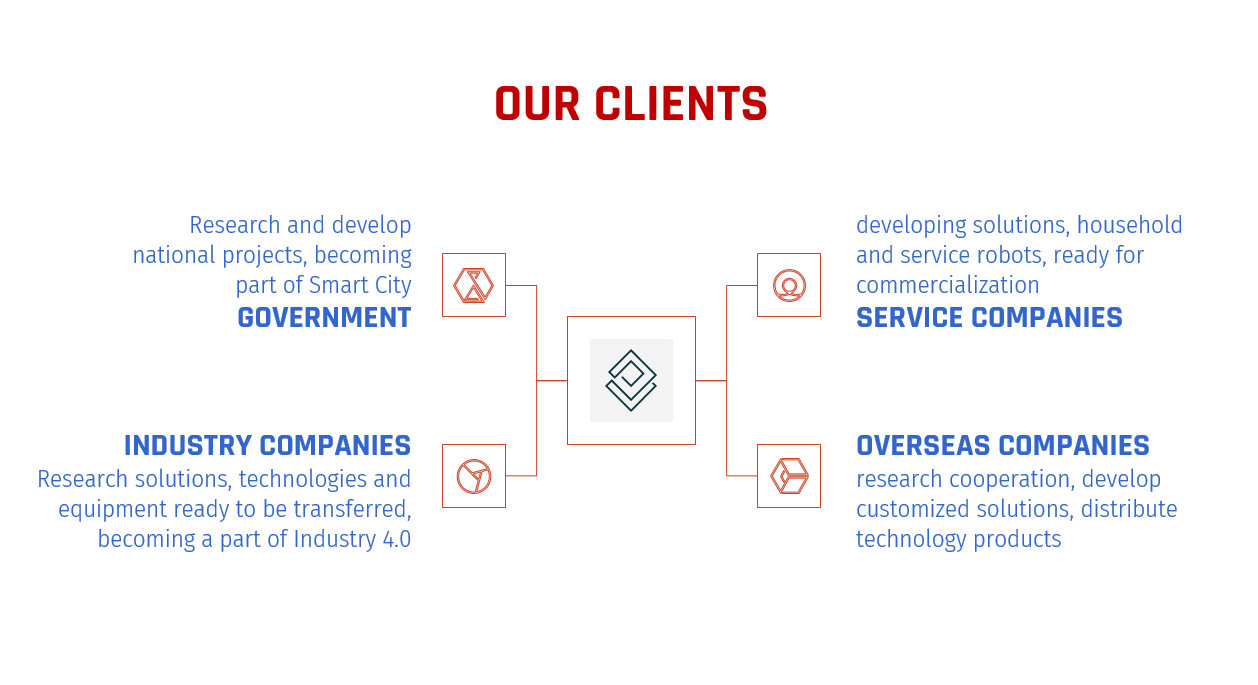 OUR CLIENTS
Research and develop
national projects, becoming
part of Smart City
GOVERNMENT
developing solutions, household
and service robots, ready for
commercialization
SERVICE COMPANIES
INDUSTRY COMPANIES
Research solutions, technologies and
equipment ready to be transferred,
becoming a part of Industry 4.0
OVERSEAS COMPANIES
research cooperation, develop
customized solutions, distribute
technology products